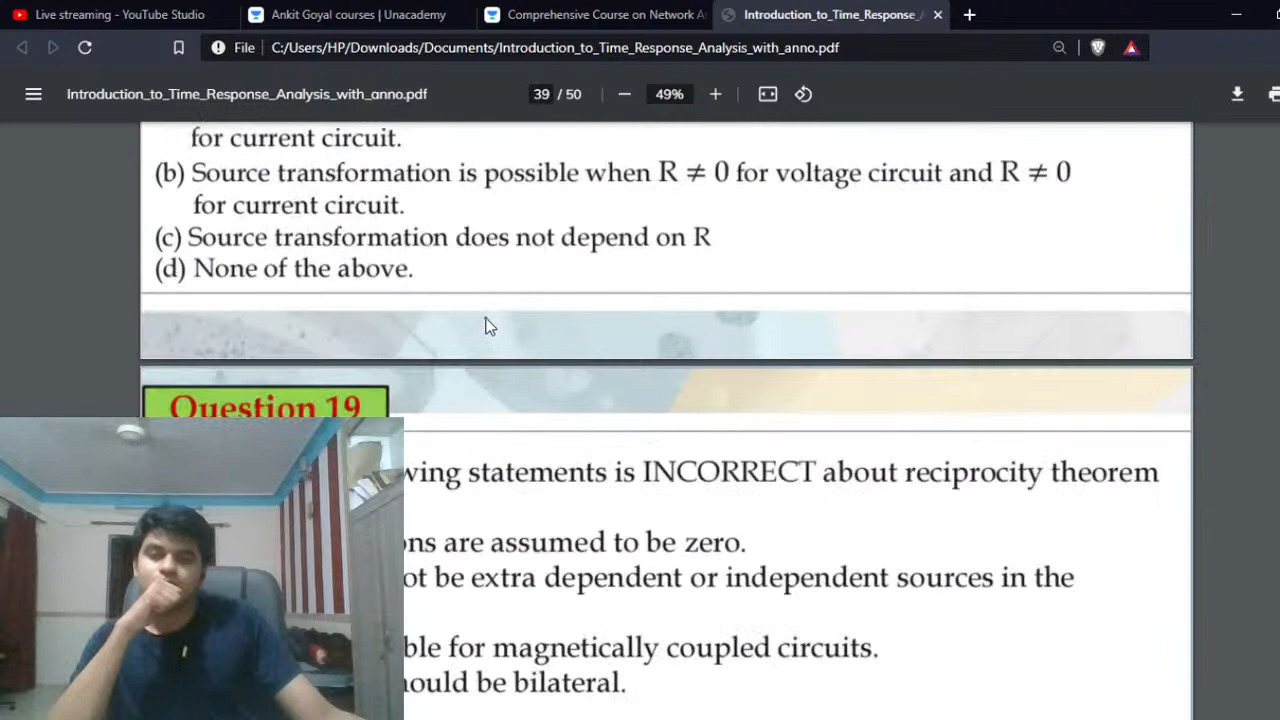 Live streaming - YouTube Studio
Ankit Goyal courses | Unacademy
Comprehensive Course on Network A
Introduction_to_Time_Response_
File C:/Users/HP/Downloads/Documents/Introduction_to_Time_Response_Analysis_with_anno.pdf
Introduction_to_Time_Response_Analysis_with_anno.pdf
39 / 50
49%
for current circuit.
(b) Source transformation is possible when R ≠ 0 for voltage circuit and R ≠ 0
for current circuit.
(c) Source transformation does not depend on R
(d) None of the above.
Question 19
wing statements is INCORRECT about reciprocity theorem
ons are assumed to be zero.
ot be extra dependent or independent sources in the
ble for magnetically coupled circuits.
ould be bilateral.